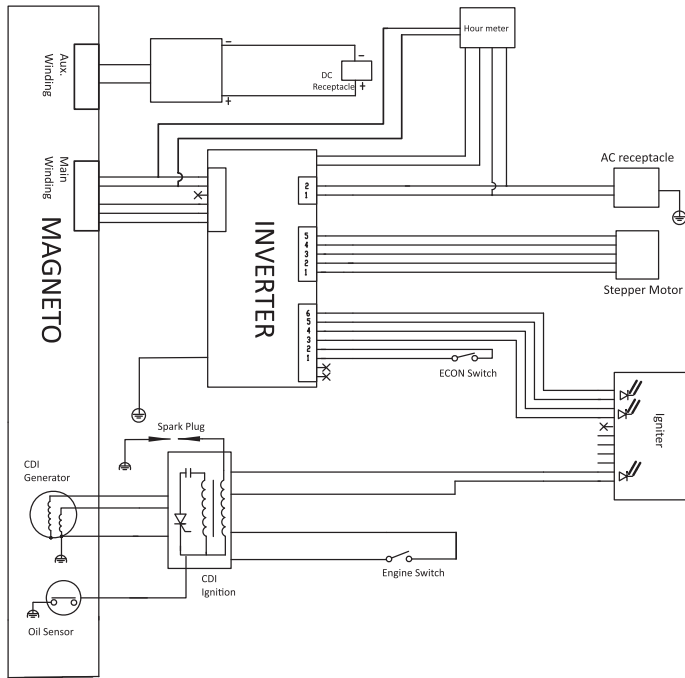 Hour meter
Aux.
Winding
−
−
DC
Receptacle
+
+
Main
Winding
AC receptacle
2
1
MAGNETO
INVERTER
5
4
3
2
1
Stepper Motor
6
5
4
3
2
1
ECON Switch
Igniter
Spark Plug
CDI
Generator
CDI
Ignition
Engine Switch
Oil Sensor